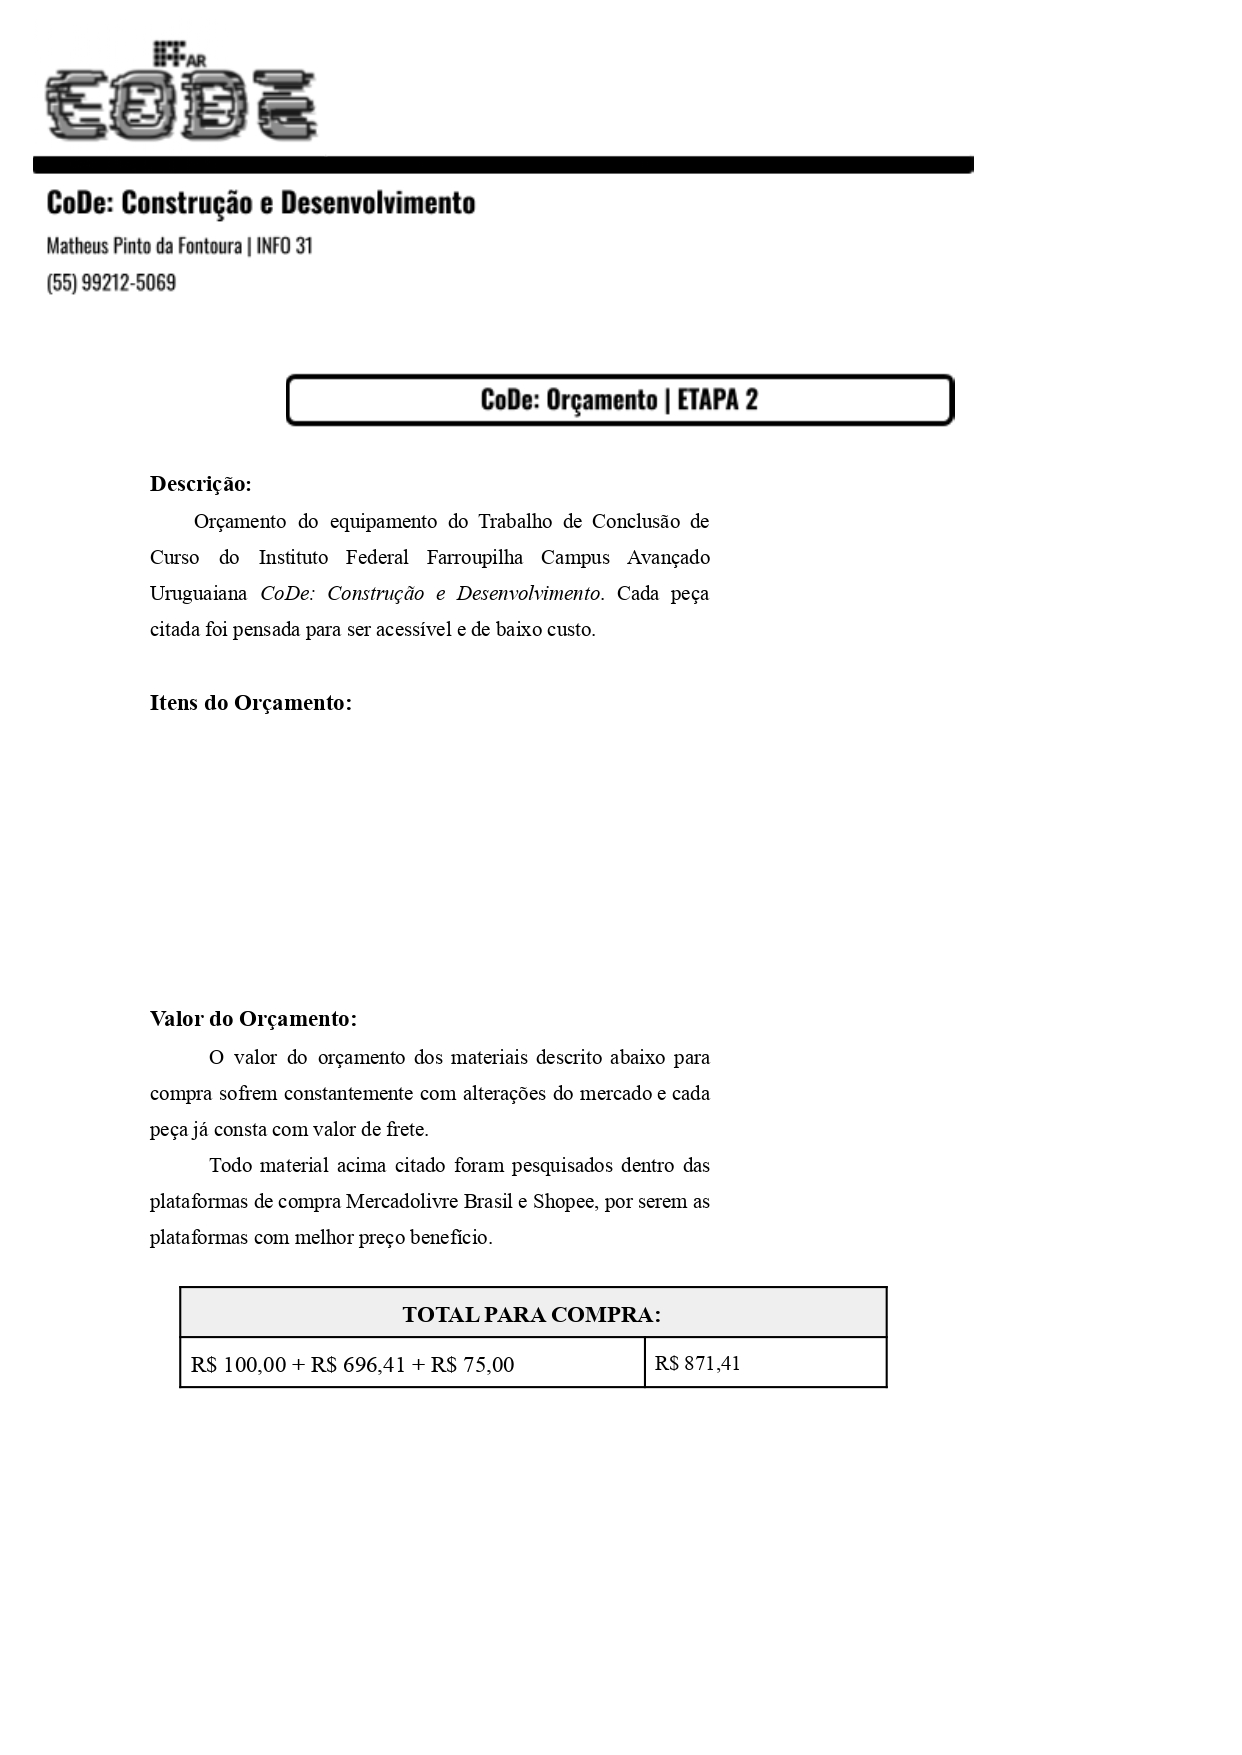 IFFAR
CODE
CoDe: Construção e Desenvolvimento
Matheus Pinto da Fontoura | INFO 31
(55) 99212-5069
CoDe: Orçamento | ETAPA 2
Descrição:
Orçamento do equipamento do Trabalho de Conclusão de
Curso do Instituto Federal Farroupilha Campus Avançado
Uruguaiana CoDe: Construção e Desenvolvimento. Cada peça
citada foi pensada para ser acessível e de baixo custo.
Itens do Orçamento:
Valor do Orçamento:
O valor do orçamento dos materiais descrito abaixo para
compra sofrem constantemente com alterações do mercado e cada
peça já consta com valor de frete.
Todo material acima citado foram pesquisados dentro das
plataformas de compra Mercadolivre Brasil e Shopee, por serem as
plataformas com melhor preço benefício.
TOTAL PARA COMPRA:
R$ 100,00 + R$ 696,41 + R$ 75,00 R$ 871,41